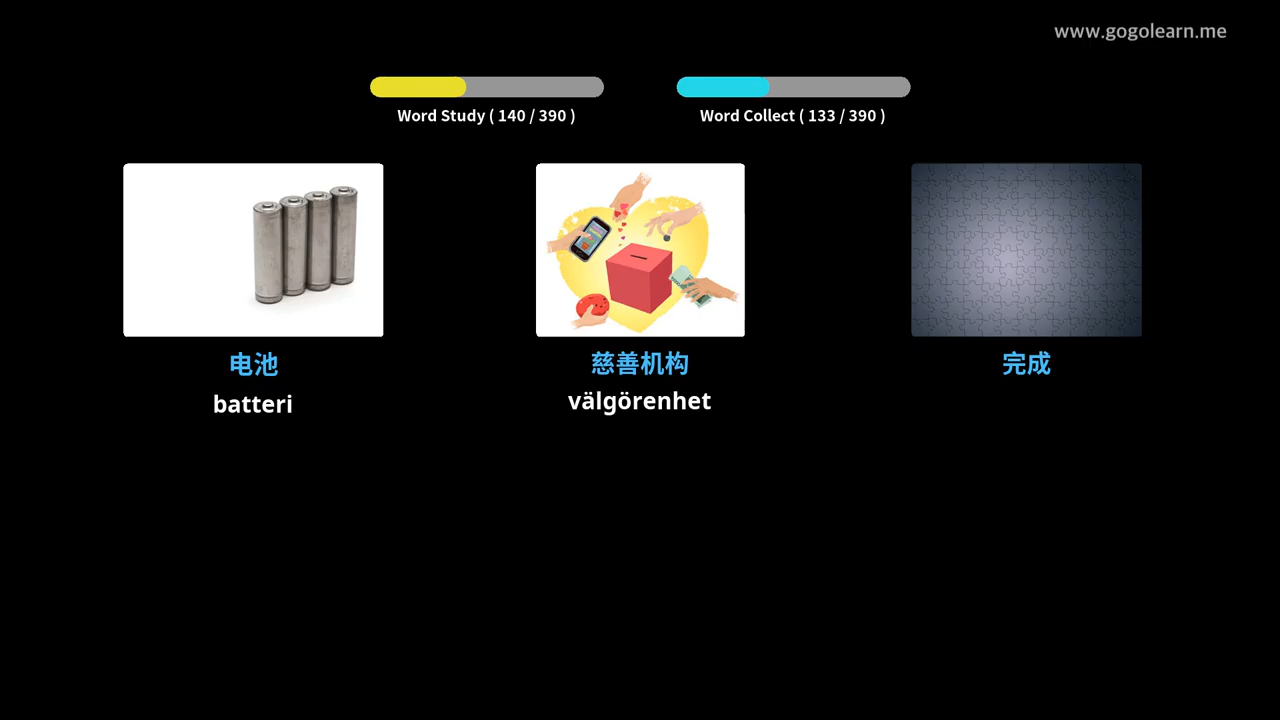 www.gogolearn.me
Word Study ( 140 / 390 )
Word Collect ( 133 / 390 )
电池
batteri
慈善机构
välgörenhet
完成